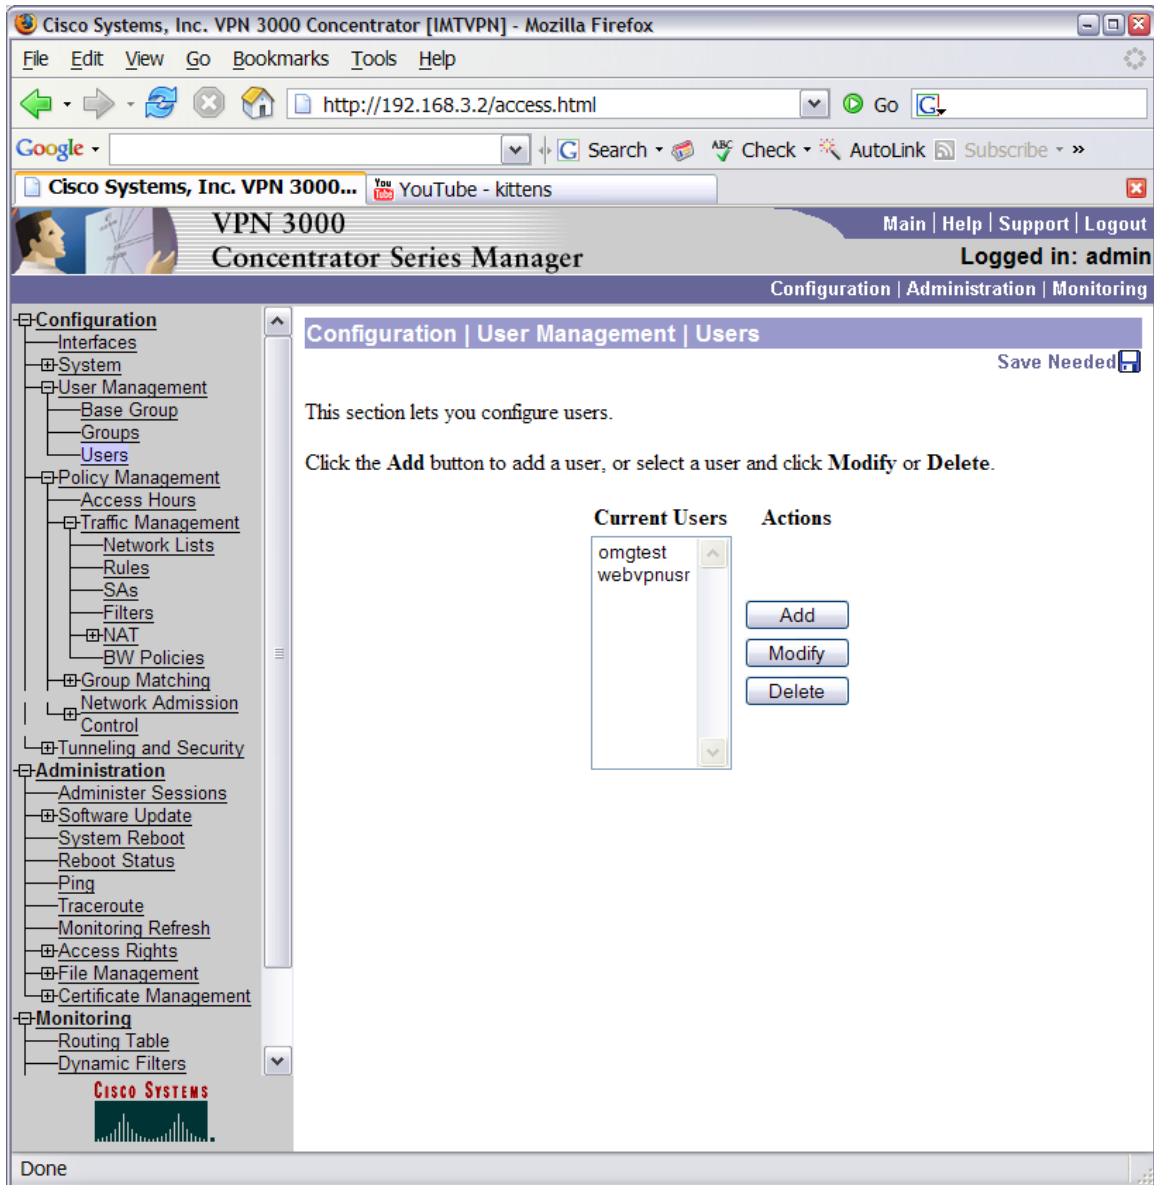 Cisco Systems, Inc. VPN 3000 Concentrator [IMTVPN] - Mozilla Firefox
File Edit View Go Bookmarks Tools Help
http://192.168.3.2/access.html Go G
Google Search ABC Check AutoLink Subscribe »
Cisco Systems, Inc. VPN 3000... You Tube YouTube - kittens
VPN 3000
Concentrator Series Manager
Main | Help | Support | Logout
Logged in: admin
Configuration | Administration | Monitoring
Configuration
Interfaces
System
User Management
Base Group
Groups
Users
Policy Management
Access Hours
Traffic Management
Network Lists
Rules
SAs
Filters
NAT
BW Policies
Group Matching
Network Admission
Control
Tunneling and Security
Administration
Administer Sessions
Software Update
System Reboot
Reboot Status
Ping
Traceroute
Monitoring Refresh
Access Rights
File Management
Certificate Management
Monitoring
Routing Table
Dynamic Filters
CISCO SYSTEMS
Configuration | User Management | Users
Save Needed
This section lets you configure users.
Click the Add button to add a user, or select a user and click Modify or Delete.
Current Users Actions
omgtest
webvpnusr
Add
Modify
Delete
Done